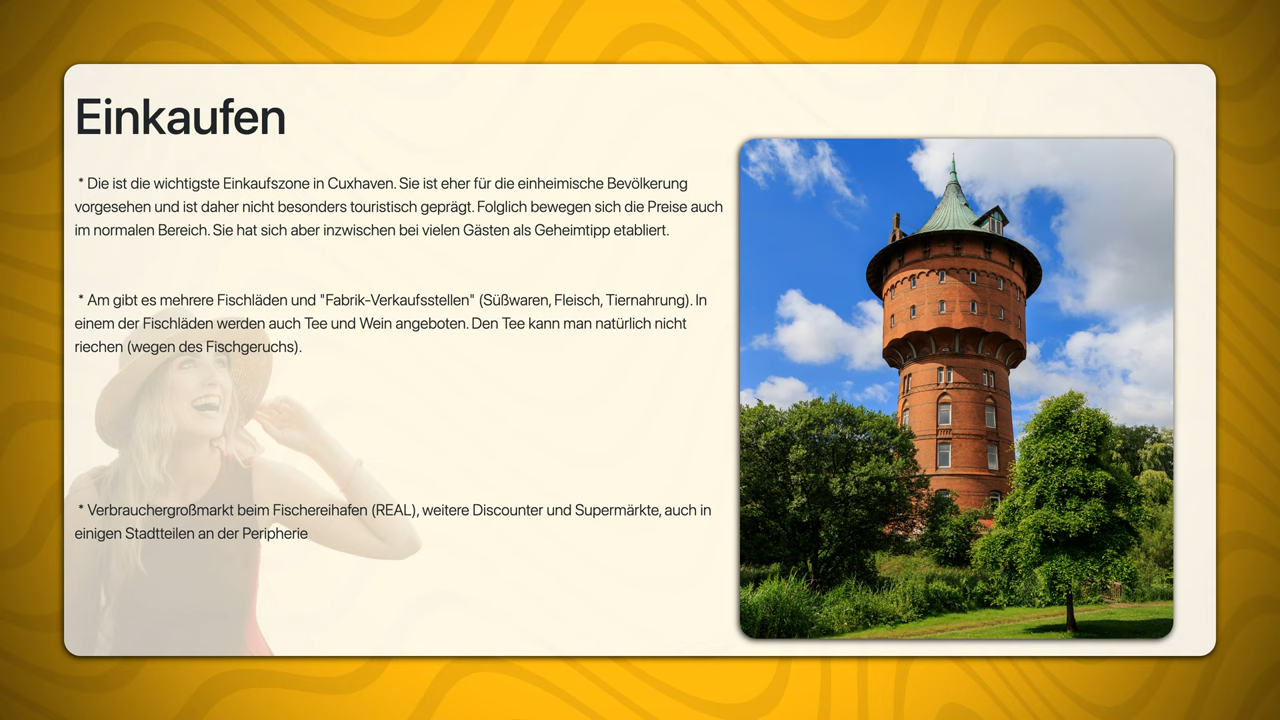 Einkaufen
* Die ist die wichtigste Einkaufszone in Cuxhaven. Sie ist eher für die einheimische Bevölkerung
vorgesehen und ist daher nicht besonders touristisch geprägt. Folglich bewegen sich die Preise auch
im normalen Bereich. Sie hat sich aber inzwischen bei vielen Gästen als Geheimtipp etabliert.
* Am gibt es mehrere Fischläden und "Fabrik-Verkaufsstellen" (Süßwaren, Fleisch, Tiernahrung). In
einem der Fischläden werden auch Tee und Wein angeboten. Den Tee kann man natürlich nicht
riechen (wegen des Fischgeruchs).
* Verbrauchergroßmarkt beim Fischereihafen (REAL), weitere Discounter und Supermärkte, auch in
einigen Stadtteilen an der Peripherie